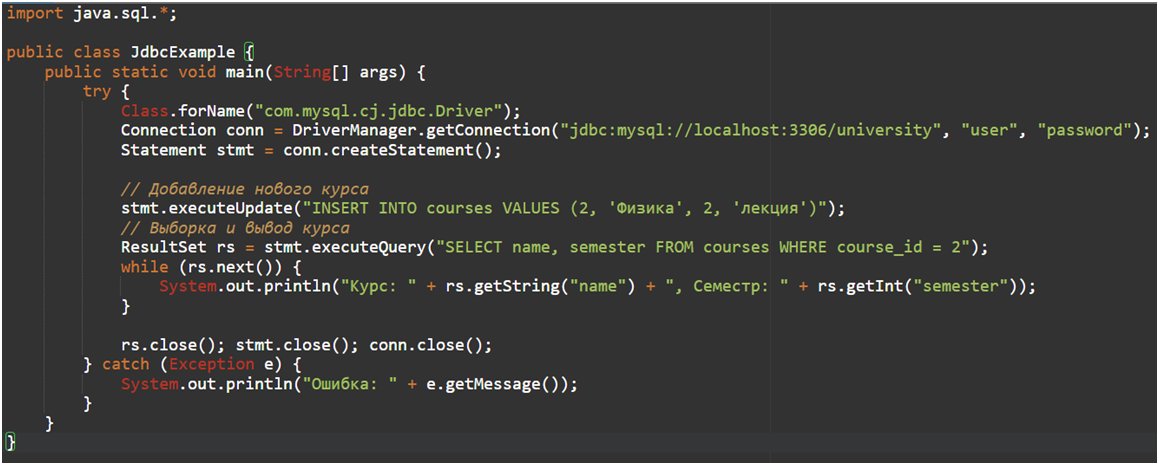 import java.sql.*;
public class JdbcExample {
public static void main(String[] args) {
try {
Class.forName("com.mysql.cj.jdbc.Driver");
Connection conn = DriverManager.getConnection("jdbc:mysql://localhost:3306/university", "user", "password");
Statement stmt = conn.createStatement();
// Добавление нового курса
stmt.executeUpdate("INSERT INTO courses VALUES (2, 'Физика', 2, 'лекция')");
// Выборка и вывод курса
ResultSet rs = stmt.executeQuery("SELECT name, semester FROM courses WHERE course_id = 2");
while (rs.next()) {
System.out.println("Курс: " + rs.getString("name") + ", Семестр: " + rs.getInt("semester"));
}
rs.close(); stmt.close(); conn.close();
} catch (Exception e) {
System.out.println("Ошибка: " + e.getMessage());
}
}
}